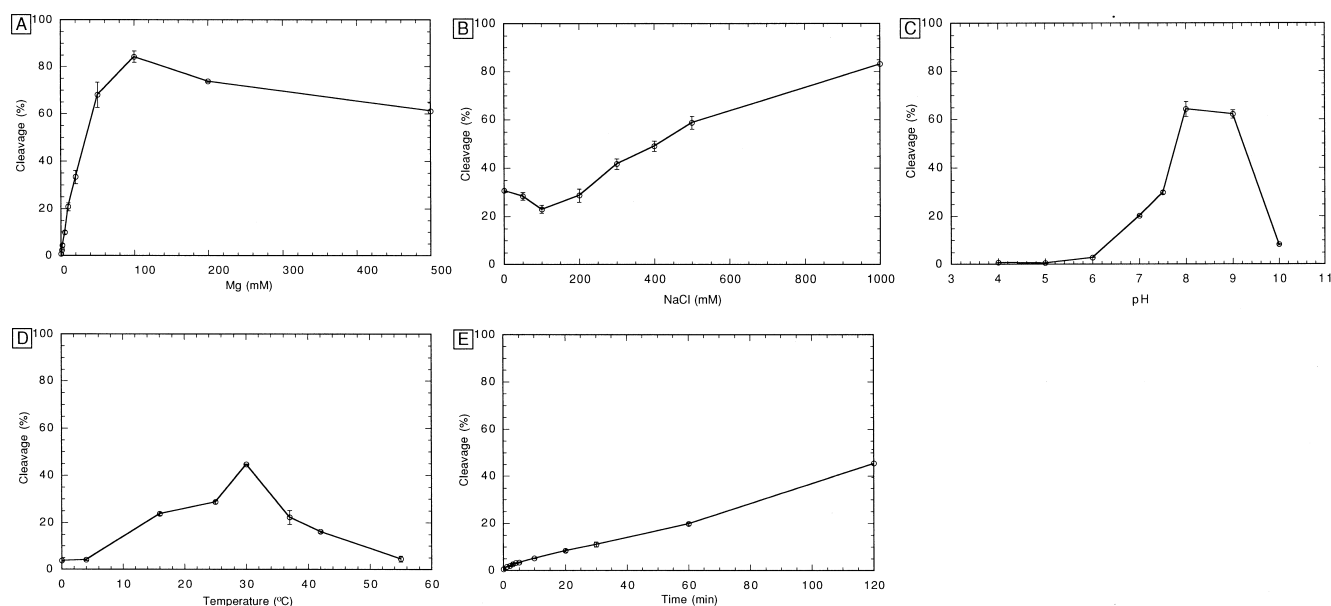 A
100
80
60
40
20
0
Cleavage (%)
0 100 200 300 400 500
Mg (mM)
B
100
80
60
40
20
0
Cleavage (%)
0 200 400 600 800 1000
NaCl (mM)
C
100
80
60
40
20
0
Cleavage (%)
3 4 5 6 7 8 9 10 11
pH
D
100
80
60
40
20
0
Cleavage (%)
0 10 20 30 40 50 60
Temperature (ºC)
E
100
80
60
40
20
0
Cleavage (%)
0 20 40 60 80 100 120
Time (min)